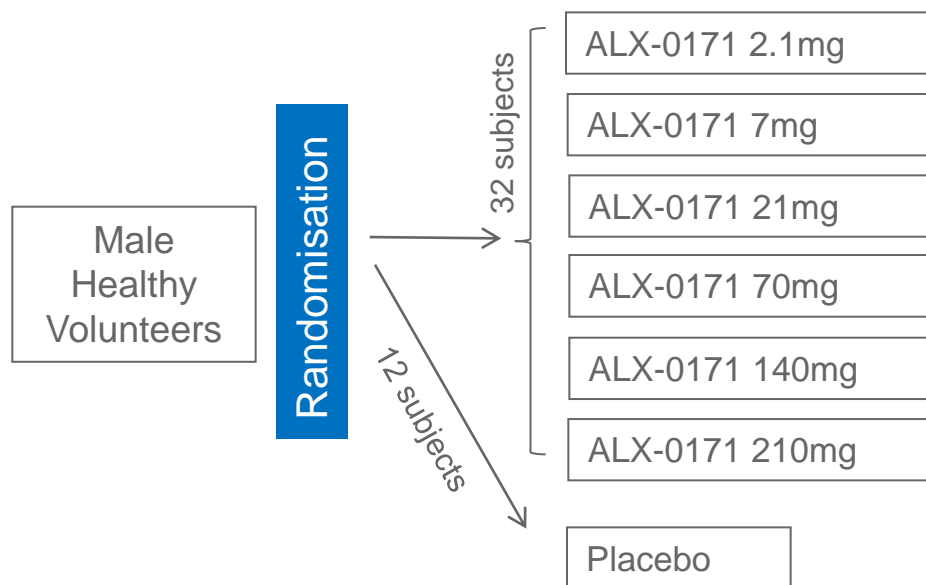 Male
Healthy
Volunteers
Randomisation
32 subjects
12 subjects
ALX-0171 2.1mg
ALX-0171 7mg
ALX-0171 21mg
ALX-0171 70mg
ALX-0171 140mg
ALX-0171 210mg
Placebo